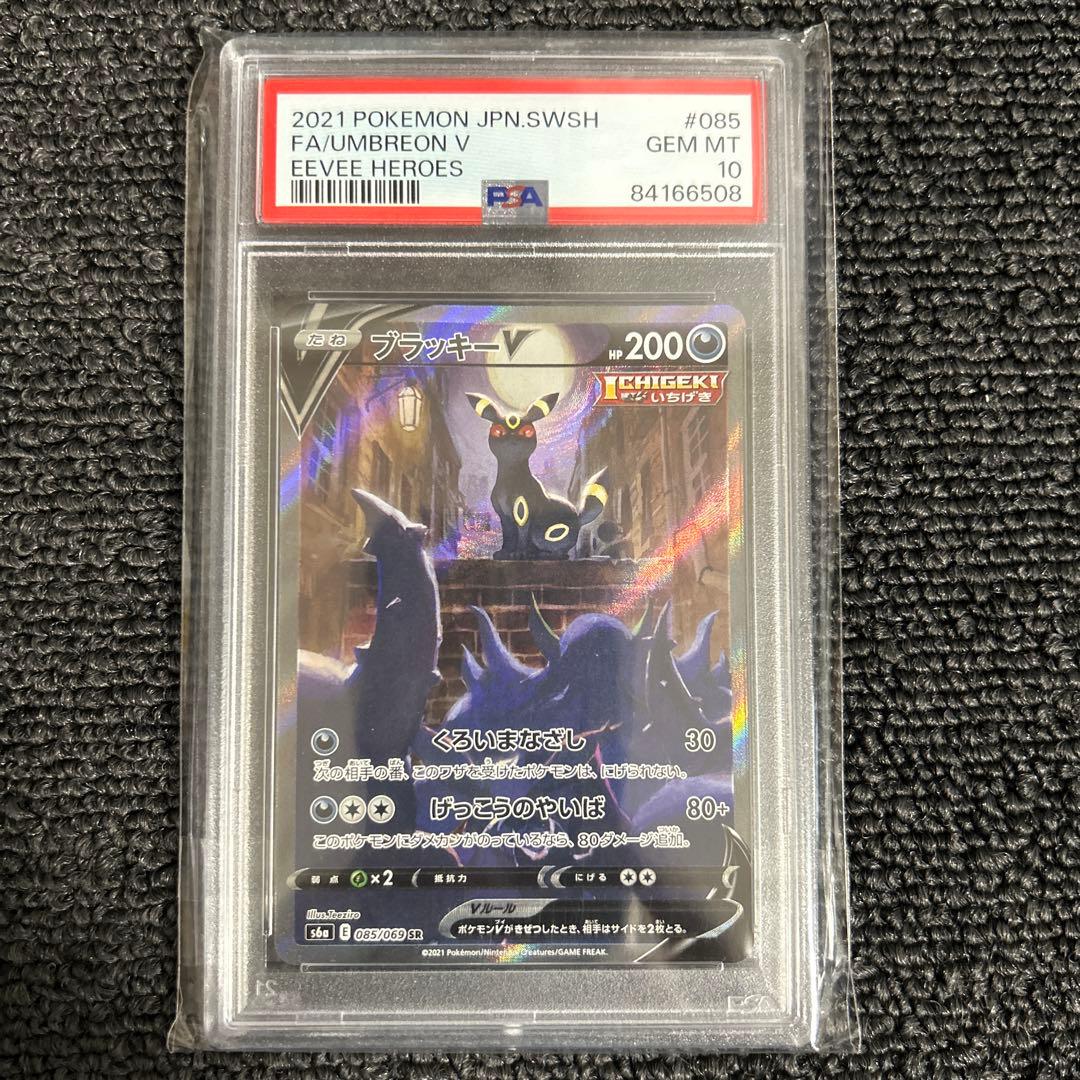 2021 POKEMON JPN.SWSH #085
FA/UMBREON V GEM MT
EEVEE HEROES 10
PSA 84166508
たね ブラッキーV HP 200
ICHIGEKI
いちげき
くろいまなざし 30
次の相手の番、このワザを受けたポケモンは、にげられない。
げっこうのやいば 80+
このポケモンにダメカンがのっているなら、80ダメージ追加。
弱点 ×2 抵抗力 にげる
Illus.Teeziro
Vルール
s6a E 085/069 SR ポケモンVがきぜつしたとき、相手はサイドを2枚とる。
©2021 Pokémon/Nintendo/Creatures/GAME FREAK.